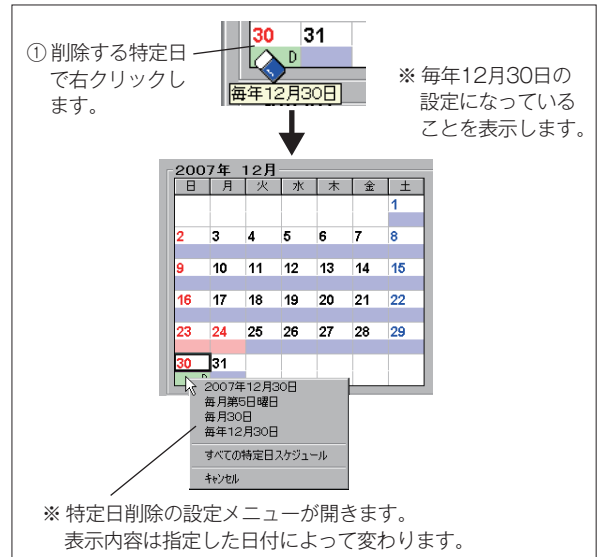 30 31
① 削除する特定日
で右クリックし
ます。
D
毎年12月30日
※ 毎年12月30日の
設定になっている
ことを表示します。
2007年 12月
日 月 火 水 木 金 土
1
2 3 4 5 6 7 8
9 10 11 12 13 14 15
16 17 18 19 20 21 22
23 24 25 26 27 28 29
30 31
D
2007年12月30日
毎月第5日曜日
毎月30日
毎年12月30日
すべての特定日スケジュール
キャンセル
※ 特定日削除の設定メニューが開きます。
表示内容は指定した日付によって変わります。